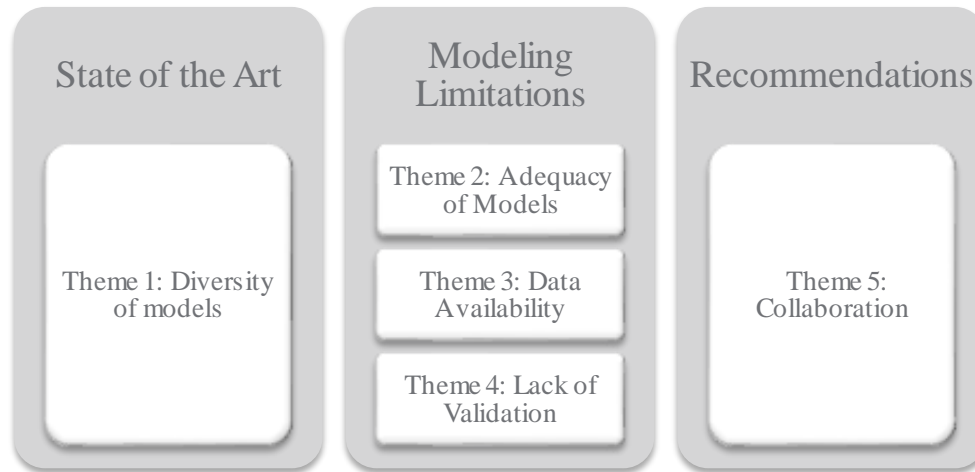 State of the Art
Theme 1: Diversity
of models
Modeling
Limitations
Theme 2: Adequacy
of Models
Theme 3: Data
Availability
Theme 4: Lack of
Validation
Recommendations
Theme 5:
Collaboration